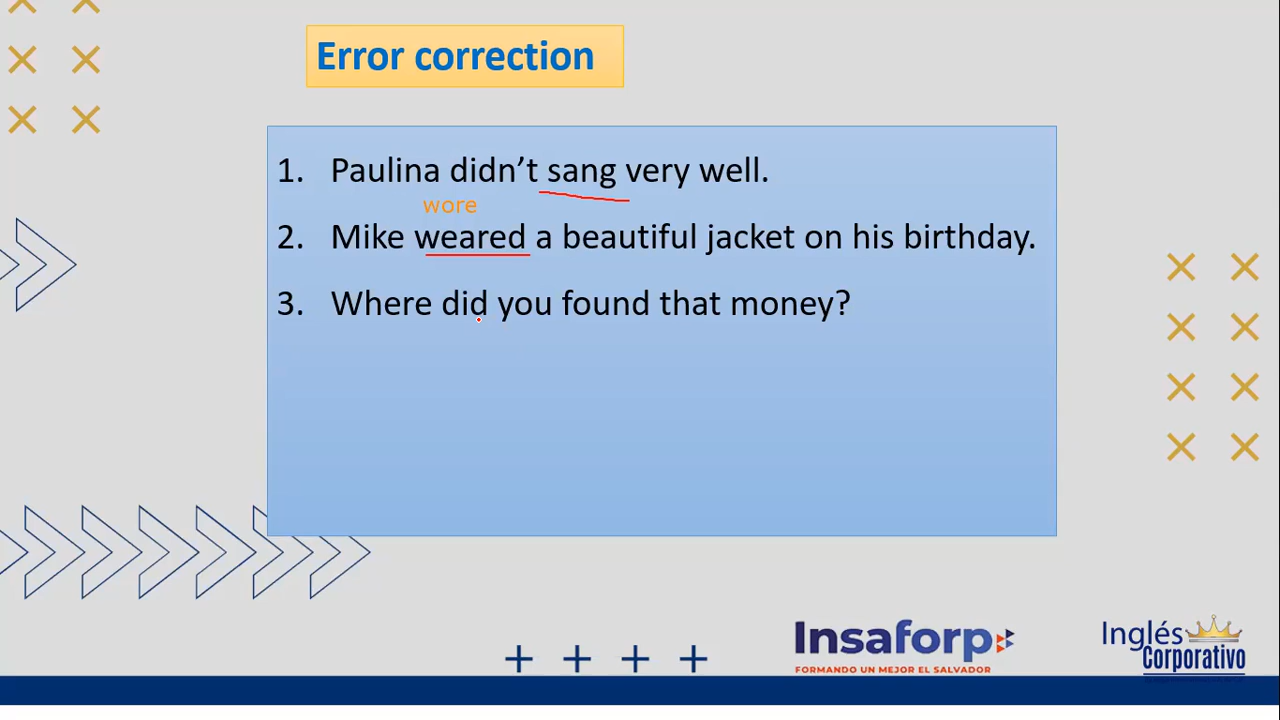 Error correction
1. Paulina didn’t sang very well.
wore
2. Mike weared a beautiful jacket on his birthday.
3. Where did you found that money?
Insaforp
FORMANDO UN MEJOR EL SALVADOR
Inglés
Corporativo